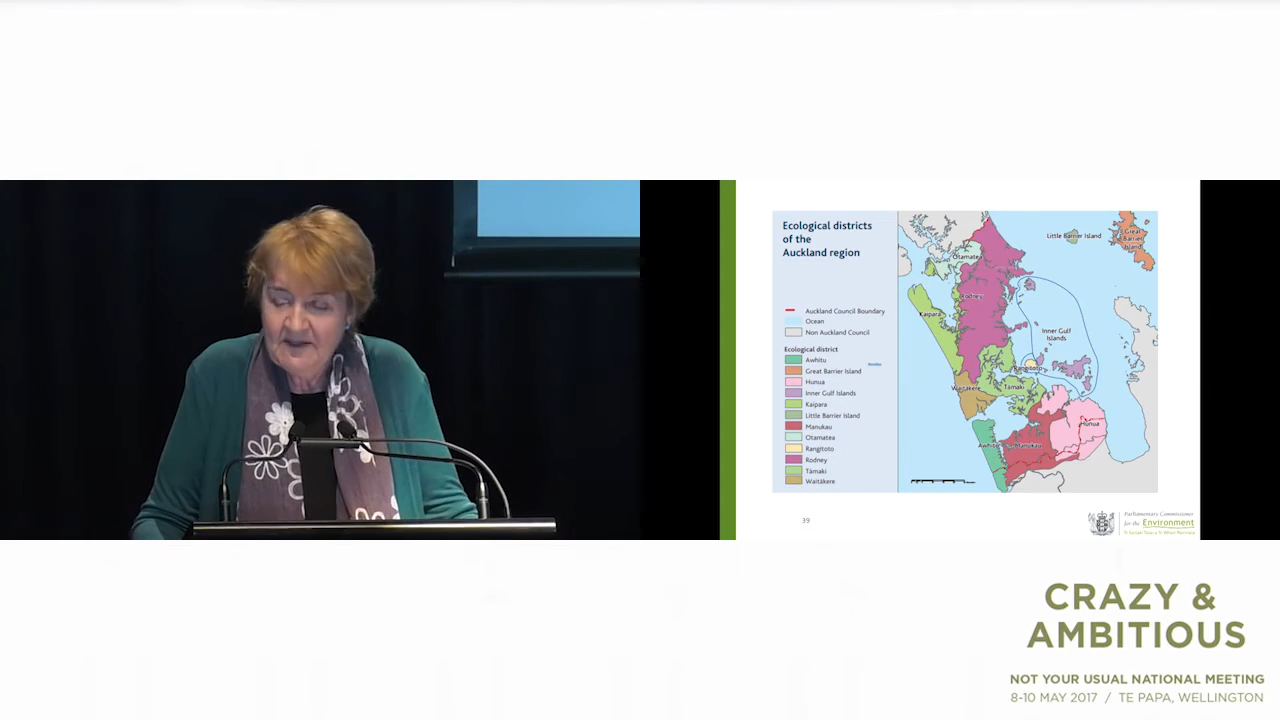 Ecological districts
of the
Auckland region
Auckland Council Boundary
Ocean
Non Auckland Council
Ecological district
Awhitu
Great Barrier Island
Hunua
Inner Gulf Islands
Kaipara
Little Barrier Island
Manukau
Otamatea
Rangitoto
Rodney
Tāmaki
Waitākere
Little Barrier Island
Great
Barrier
Island
Otamatea
Rodney
Kaipara
Inner Gulf
Islands
Rangitoto
Waitākere
Tāmaki
Hunua
Awhitu
Manukau
39
Parliamentary Commissioner
for the Environment
CRAZY &
AMBITIOUS
NOT YOUR USUAL NATIONAL MEETING
8-10 MAY 2017 / TE PAPA, WELLINGTON